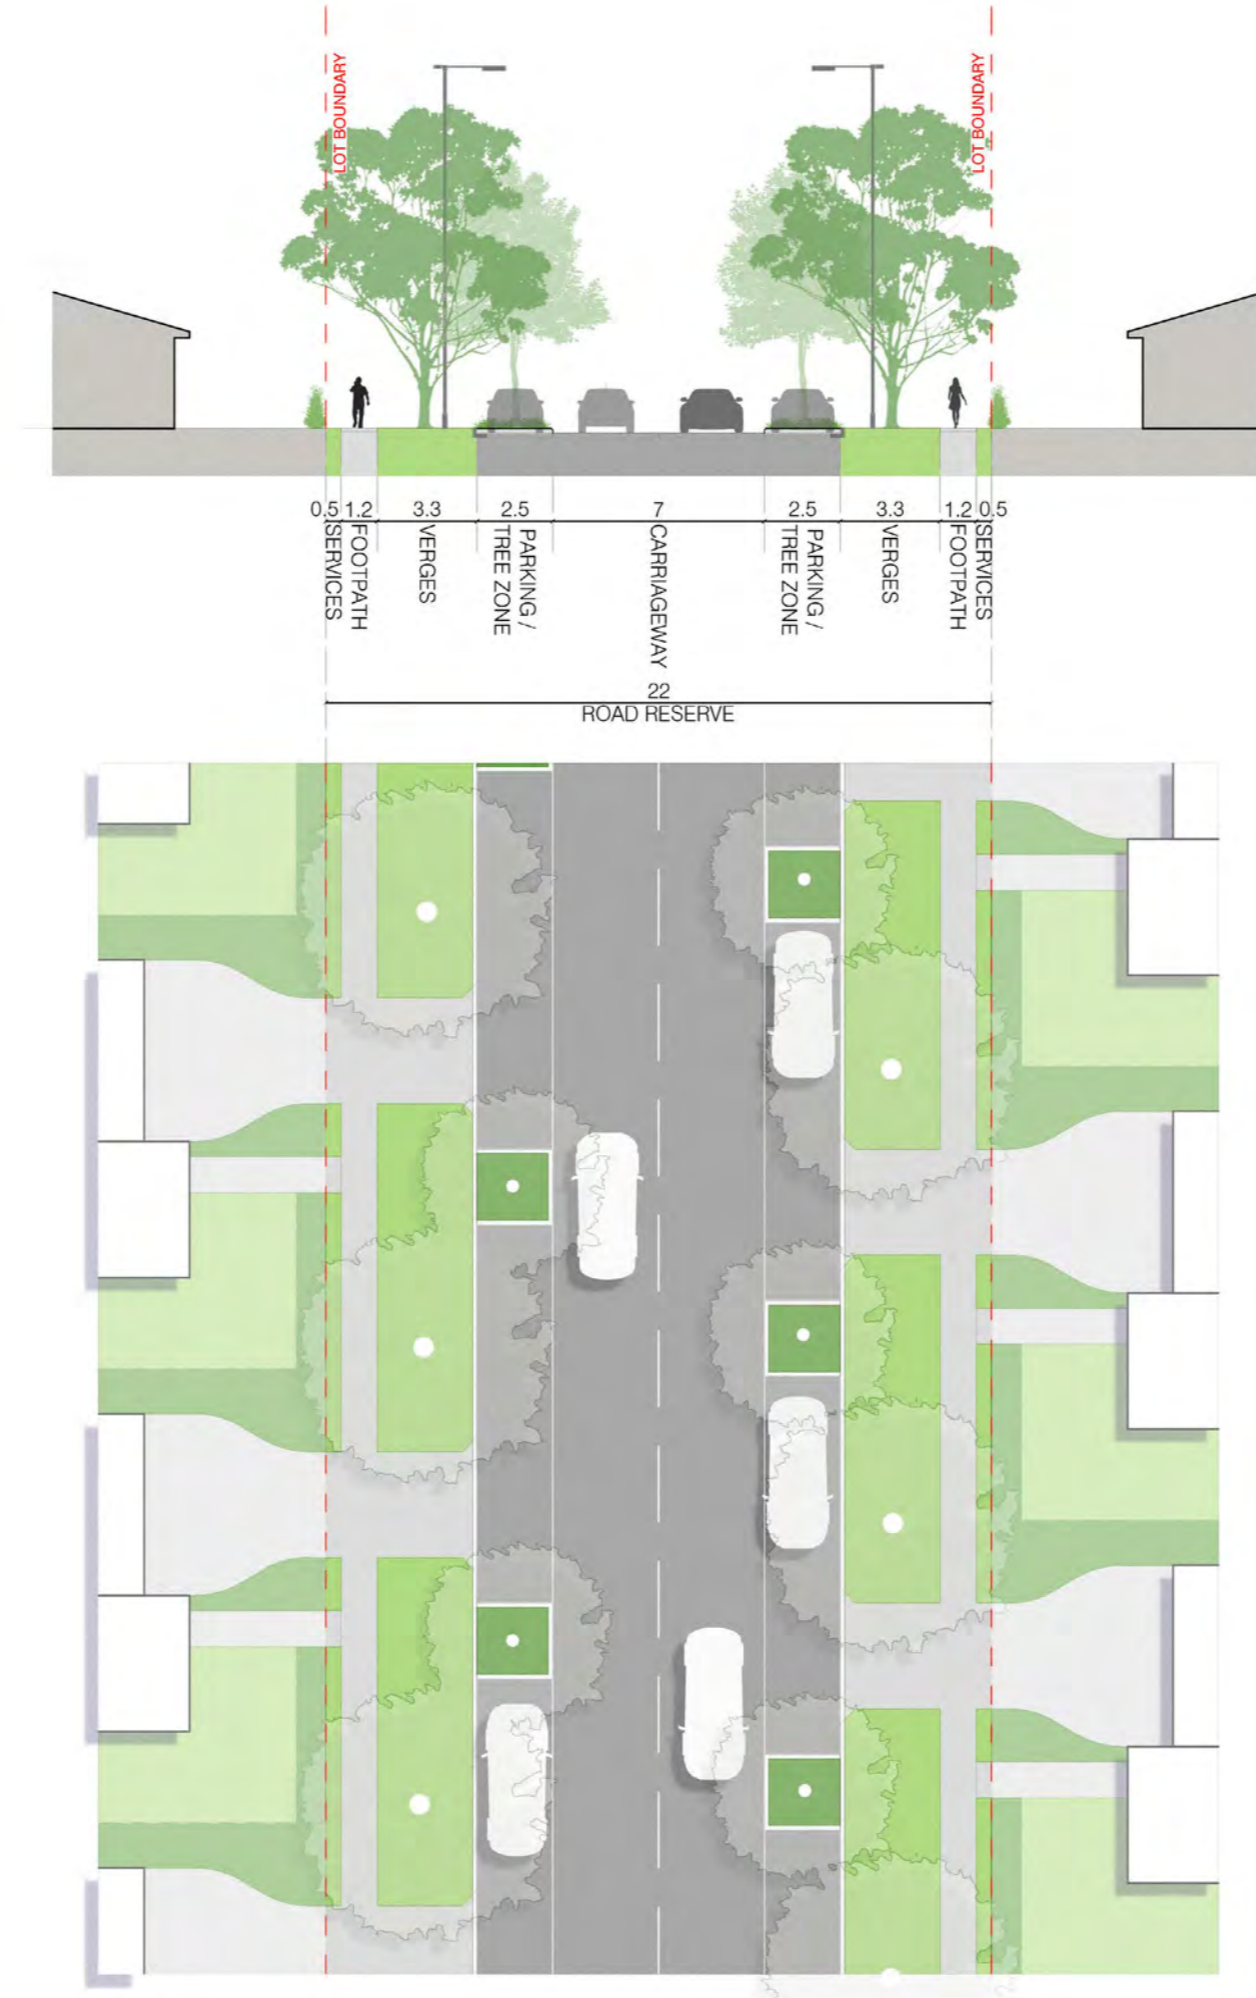 LOT BOUNDARY
LOT BOUNDARY
0.5 1.2 3.3 2.5 7 2.5 3.3 1.2 0.5
SERVICES
FOOTPATH
VERGES
PARKING /
TREE ZONE
CARRIAGEWAY
PARKING /
TREE ZONE
VERGES
FOOTPATH
SERVICES
22
ROAD RESERVE